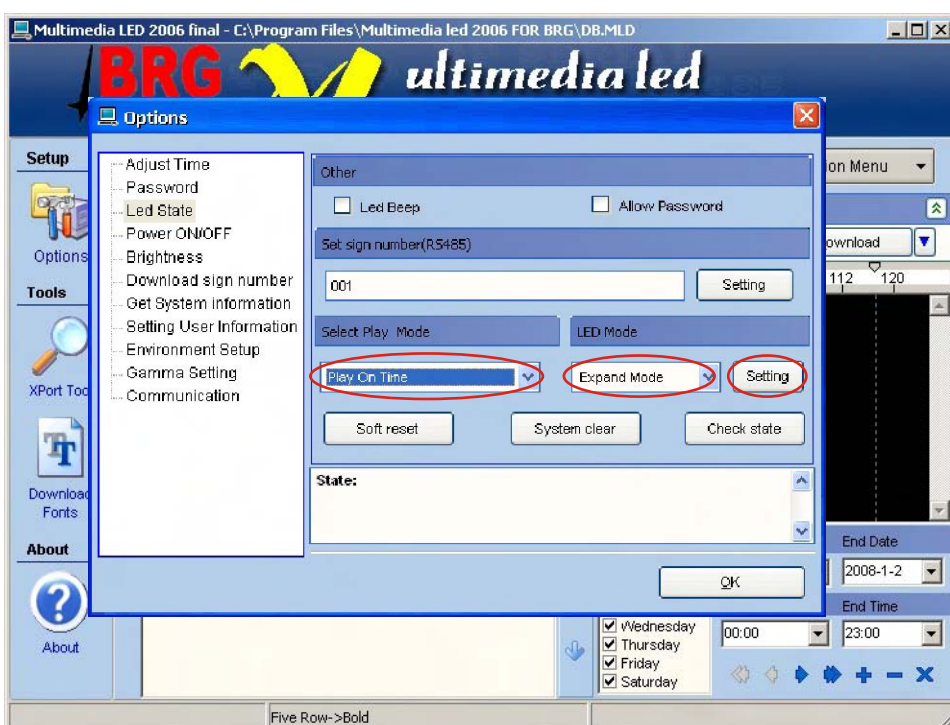 Multimedia LED 2006 final - C:\Program Files\Multimedia led 2006 FOR BRG\DB.MLD
BRG M ultimedia led
Options
Setup
Options
Tools
XPort Too
Download
Fonts
About
About
Adjust Time
Password
Led State
Power ON/OFF
Brightness
Download sign number
Get System information
Setting User Information
Environment Setup
Gamma Setting
Communication
Other
Led Beep
Allow Password
Set sign number(RS485)
001
Setting
Select Play Mode
LED Mode
Play On Time
Expand Mode
Setting
Soft reset
System clear
Check state
State:
OK
ion Menu
ownload
112 120
End Date
2008-1-2
End Time
Wednesday
Thursday
Friday
Saturday
00:00
23:00
Five Row->Bold